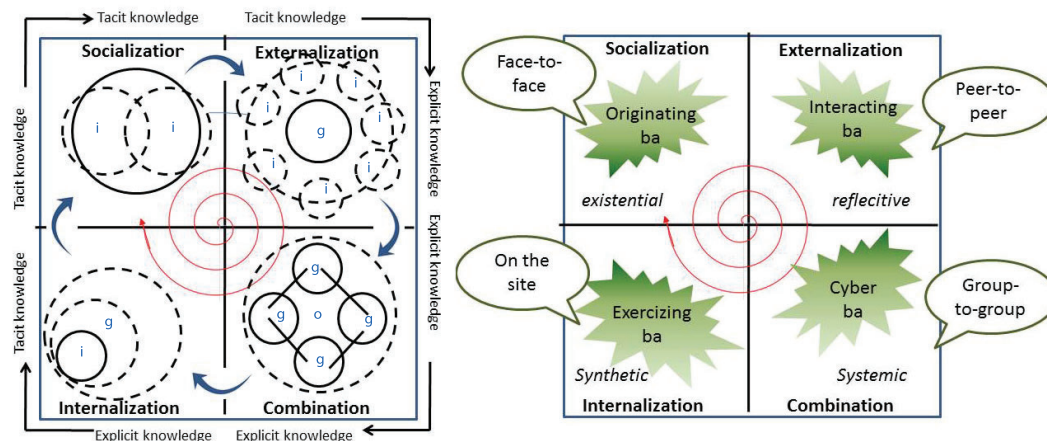 Tacit knowledge
Tacit knowledge
Socialization
Externalization
Tacit knowledge
Explicit knowledge
i
i
i
i
i
i
i
i
i
i
g
Tacit knowledge
Explicit knowledge
g
i
g
g
o
g
g
Internalization
Combination
Explicit knowledge
Explicit knowledge
Face-to-
face
Socialization
Originating
ba
existential
Externalization
Interacting
ba
reflecitive
Peer-to-
peer
On the
site
Exercizing
ba
Synthetic
Internalization
Cyber
ba
Systemic
Combination
Group-
to-group